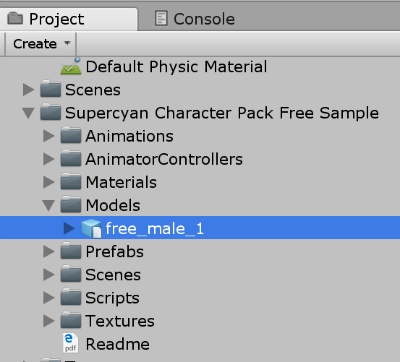 Project Console
Create
Default Physic Material
Scenes
Supercyan Character Pack Free Sample
Animations
AnimatorControllers
Materials
Models
free_male_1
Prefabs
Scenes
Scripts
Textures
pdf Readme